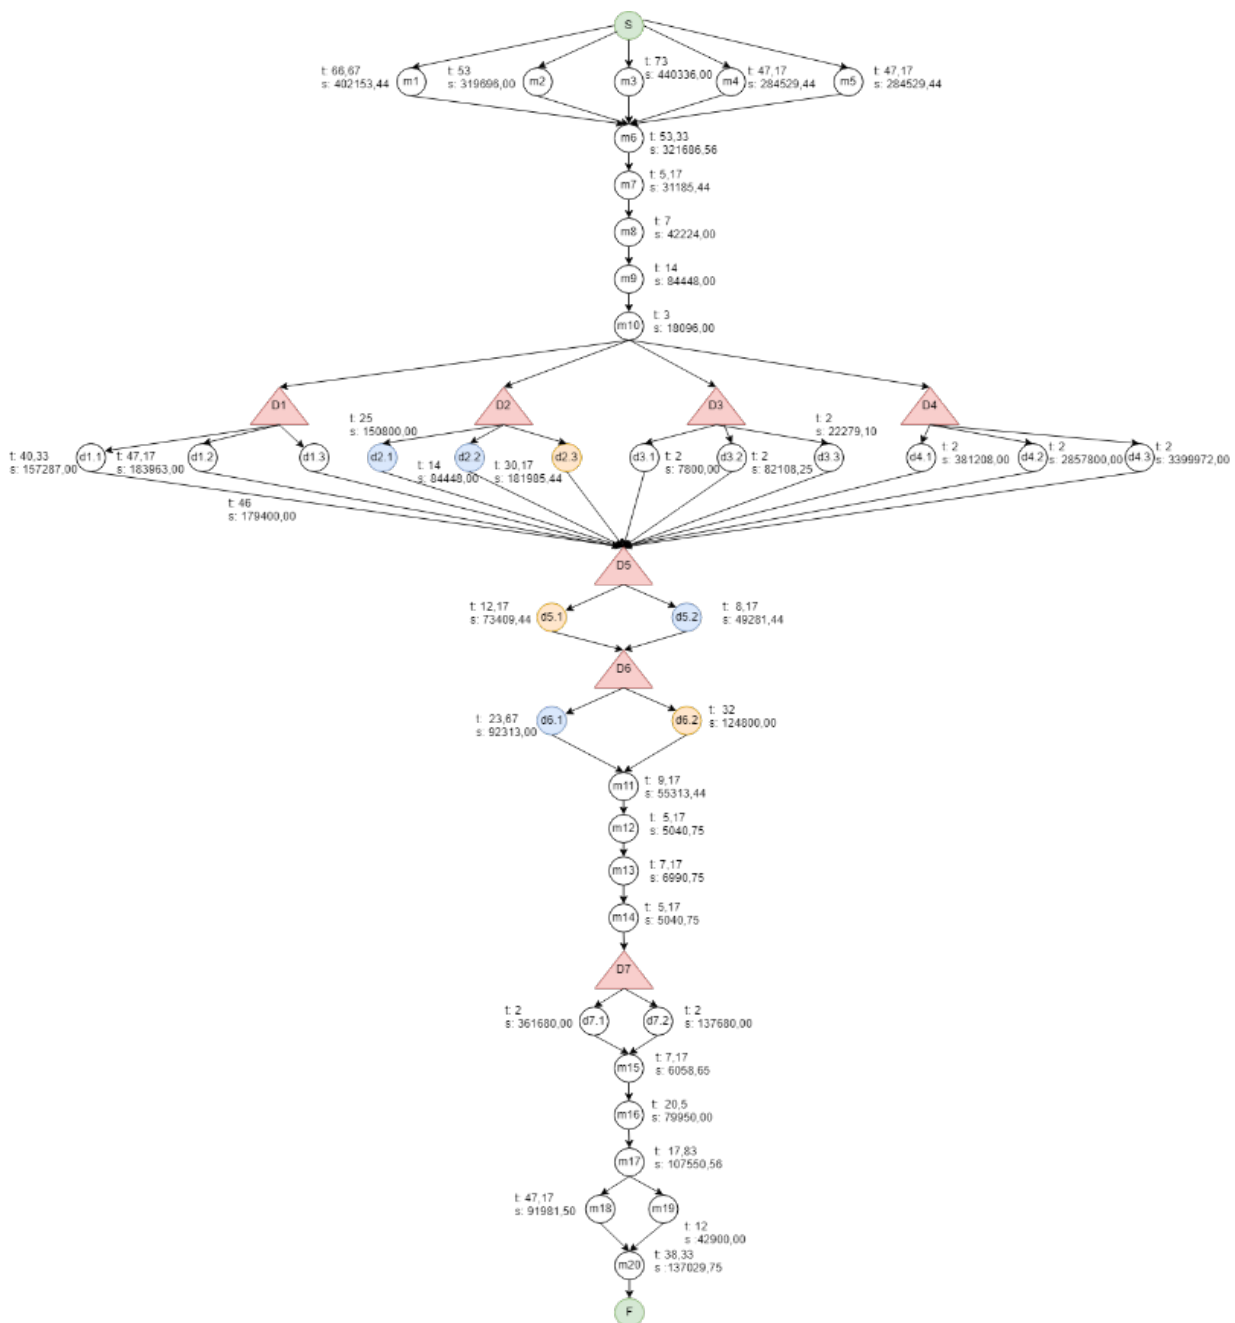 S
t: 66,67
s: 402153,44
m1
t: 53
s: 319696,00
m2
t: 73
s: 440336,00
m3
m4
t: 47,17
s: 284529,44
m5
t: 47,17
s: 284529,44
m6
t: 53,33
s: 321686,56
m7
t: 5,17
s: 31185,44
m8
t: 7
s: 42224,00
m9
t: 14
s: 84448,00
m10
t: 3
s: 18096,00
D1
D2
D3
D4
t: 40,33
s: 157287,00
d1.1
t: 47,17
s: 183963,00
d1.2
d1.3
t: 46
s: 179400,00
t: 25
s: 150800,00
d2.1
t: 14
s: 84448,00
d2.2
t: 30,17
s: 181985,44
d2.3
d3.1
t: 2
s: 7800,00
d3.2
t: 2
s: 82108,25
t: 2
s: 22279,10
d3.3
d4.1
t: 2
s: 381208,00
d4.2
t: 2
s: 2857800,00
d4.3
t: 2
s: 3399972,00
D5
t: 12,17
s: 73409,44
d5.1
d5.2
t: 8,17
s: 49281,44
D6
t: 23,67
s: 92313,00
d6.1
d6.2
t: 32
s: 124800,00
m11
t: 9,17
s: 55313,44
m12
t: 5,17
s: 5040,75
m13
t: 7,17
s: 6990,75
m14
t: 5,17
s: 5040,75
D7
t: 2
s: 361680,00
d7.1
d7.2
t: 2
s: 137680,00
m15
t: 7,17
s: 6058,65
m16
t: 20,5
s: 79950,00
m17
t: 17,83
s: 107550,56
t: 47,17
s: 91981,50
m18
m19
t: 12
s :42900,00
m20
t: 38,33
s :137029,75
F